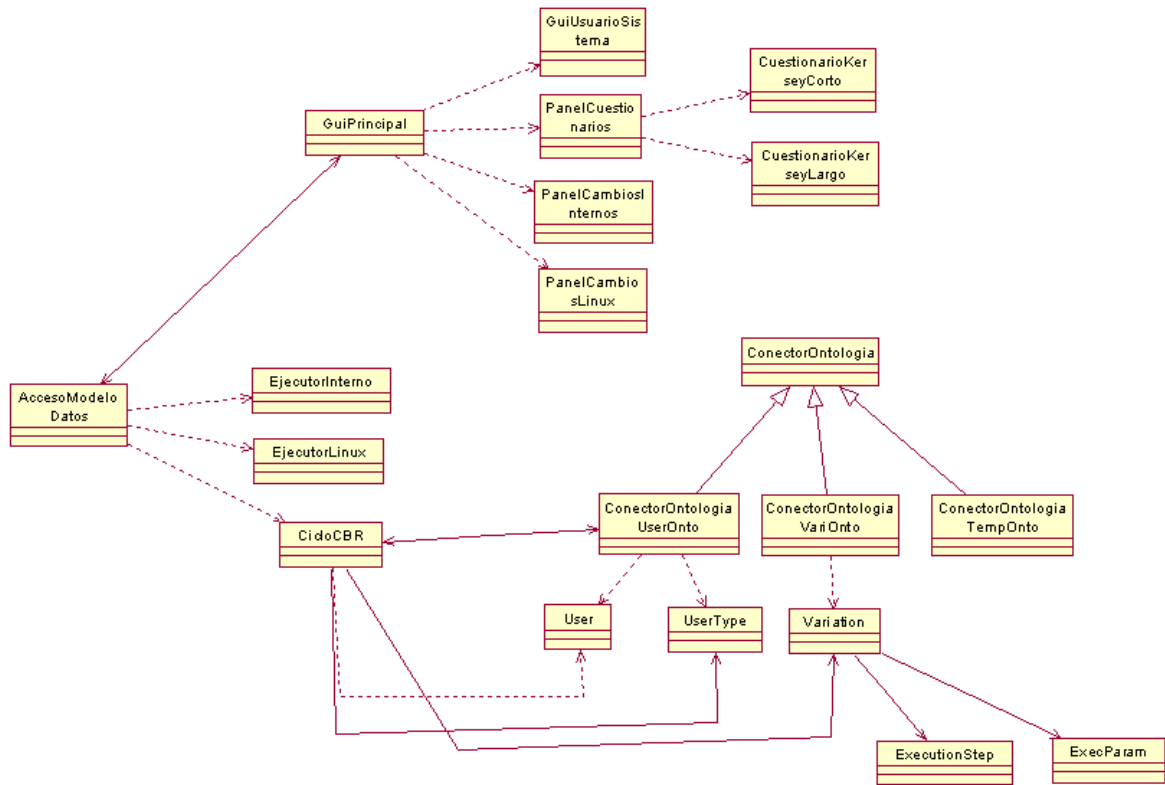 GuiUsuarioSis
tema
CuestionarioKer
seyCorto
PanelCuestio
narios
GuiPrincipal
CuestionarioKer
seyLargo
PanelCambiosI
nternos
PanelCambio
sLinux
ConectorOntologia
EjecutorInterno
AccesoModelo
Datos
EjecutorLinux
ConectorOntologia
UserOnto
ConectorOntologia
VariOnto
ConectorOntologia
TempOnto
CicloCBR
User
UserType
Variation
ExecutionStep
ExecParam